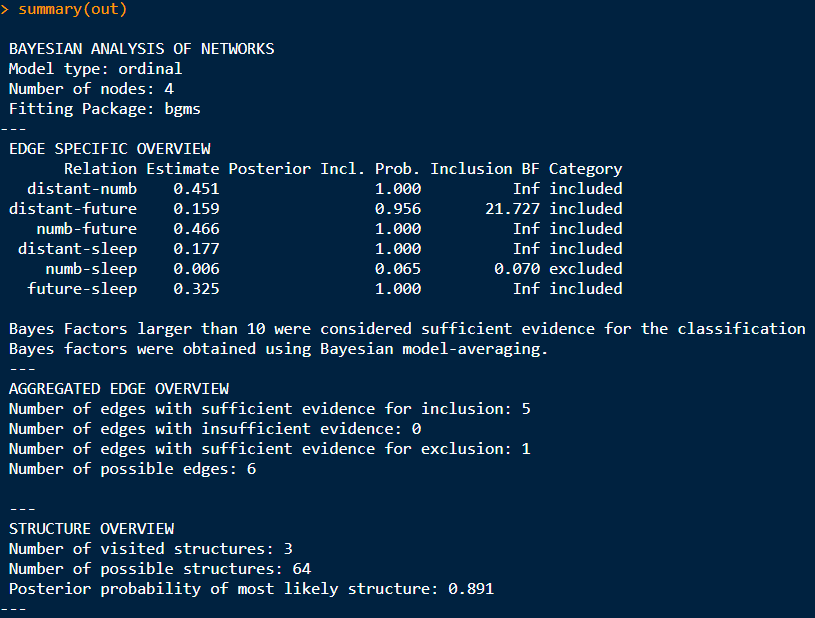 > summary(out)
BAYESIAN ANALYSIS OF NETWORKS
Model type: ordinal
Number of nodes: 4
Fitting Package: bgms
---
EDGE SPECIFIC OVERVIEW
Relation Estimate Posterior Incl. Prob. Inclusion BF Category
distant-numb 0.451 1.000 Inf included
distant-future 0.159 0.956 21.727 included
numb-future 0.466 1.000 Inf included
distant-sleep 0.177 1.000 Inf included
numb-sleep 0.006 0.065 0.070 excluded
future-sleep 0.325 1.000 Inf included
Bayes Factors larger than 10 were considered sufficient evidence for the classification
Bayes factors were obtained using Bayesian model-averaging.
---
AGGREGATED EDGE OVERVIEW
Number of edges with sufficient evidence for inclusion: 5
Number of edges with insufficient evidence: 0
Number of edges with sufficient evidence for exclusion: 1
Number of possible edges: 6
---
STRUCTURE OVERVIEW
Number of visited structures: 3
Number of possible structures: 64
Posterior probability of most likely structure: 0.891
---